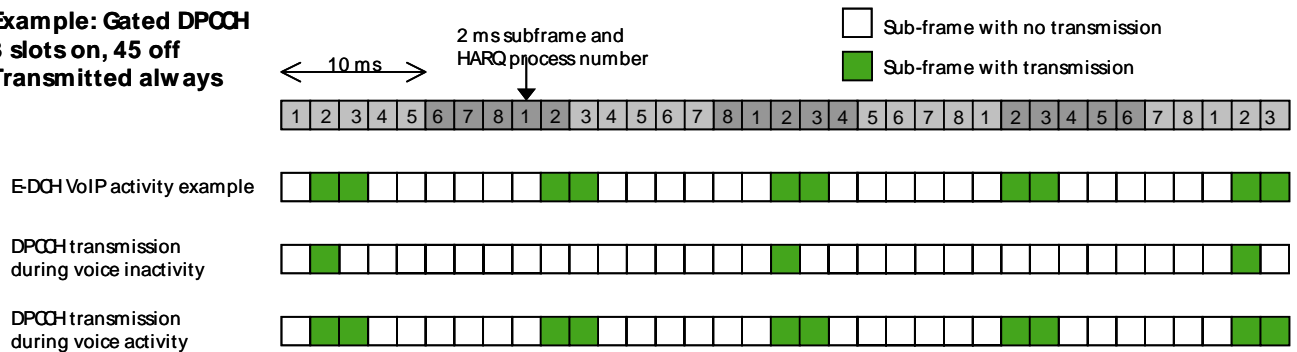 Example: Gated DPCCH
3 slots on, 45 off
Transmitted always
10 ms
2 ms subframe and
HARQ process number
Sub-frame with no transmission
Sub-frame with transmission
1 2 3 4 5 6 7 8 1 2 3 4 5 6 7 8 1 2 3 4 5 6 7 8 1 2 3 4 5 6 7 8 1 2 3
E-DCH VoIP activity example
DPCCH transmission
during voice inactivity
DPCCH transmission
during voice activity